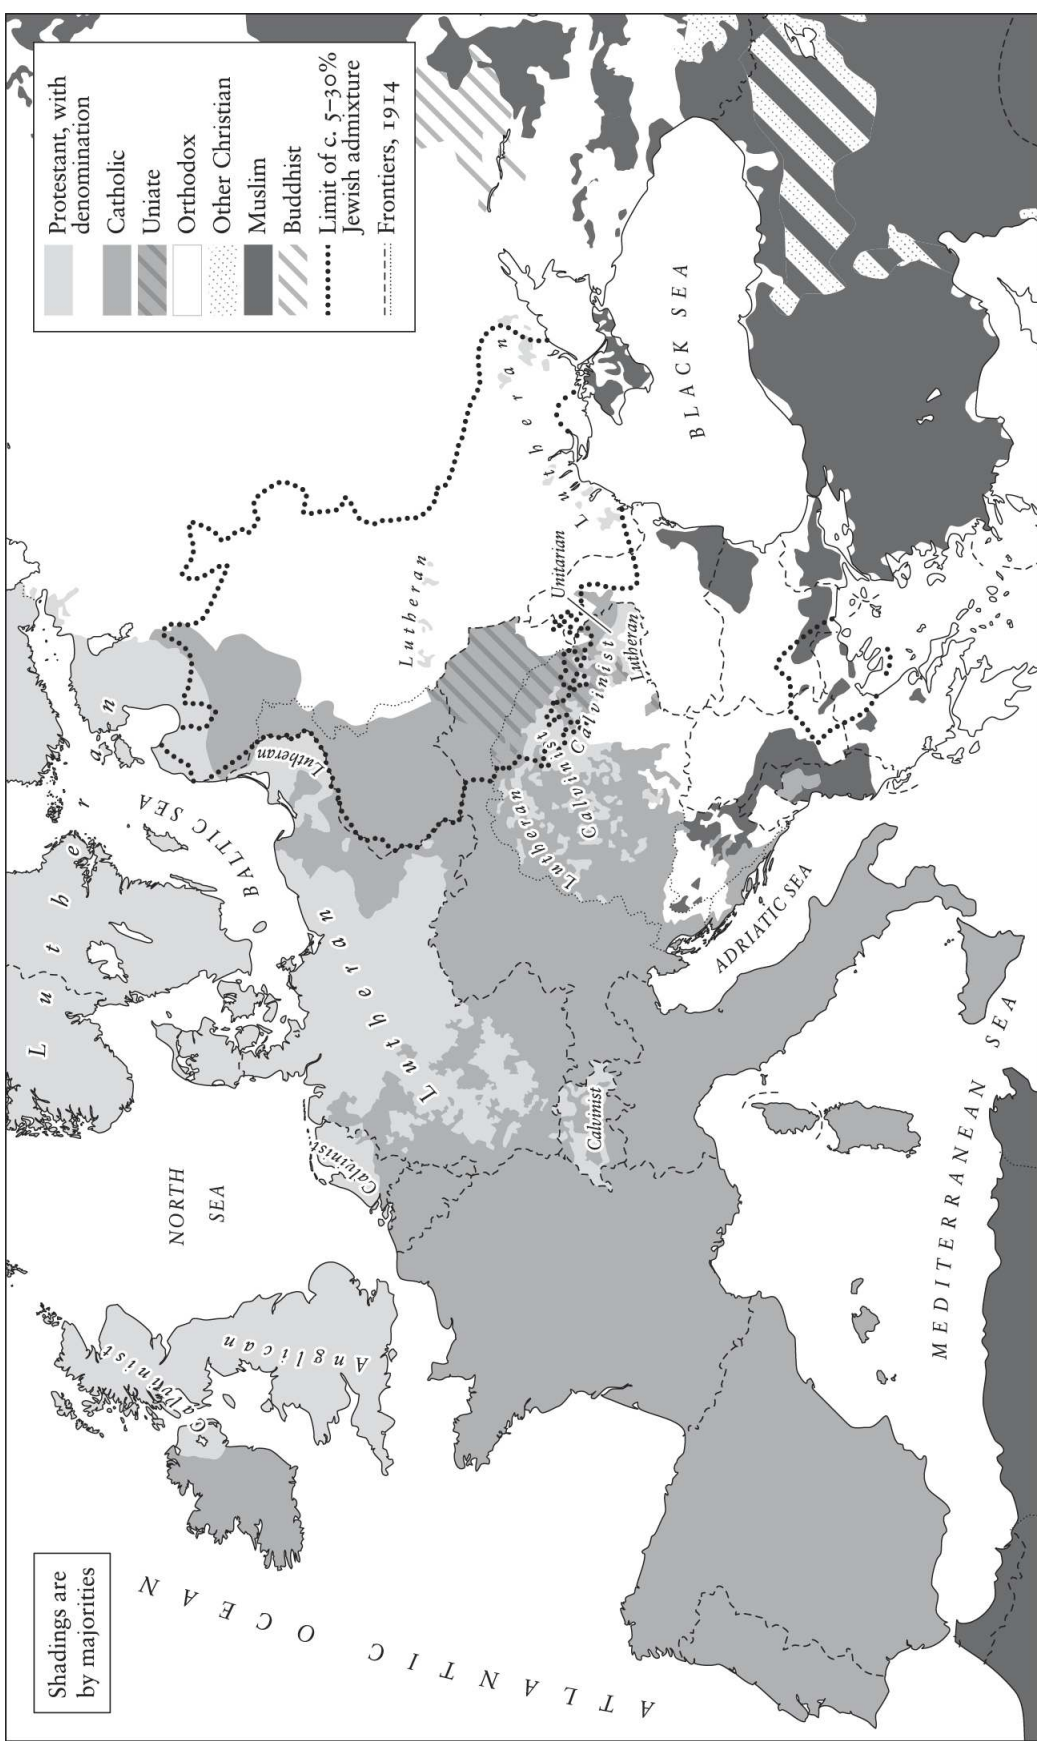 Shadings are
by majorities
Protestant, with
denomination
Catholic
Uniate
Orthodox
Other Christian
Muslim
Buddhist
Limit of c. 5–30%
Jewish admixture
Frontiers, 1914
ATLANTIC OCEAN
NORTH
SEA
BALTIC SEA
Lutheran
Calvinist
Anglican
Calvinist
Lutheran
Lutheran
Lutheran
Calvinist
Lutheran
Calvinist
Calvinist
Unitarian
Lutheran
Lutheran
BLACK SEA
ADRIATIC SEA
MEDITERRANEAN SEA